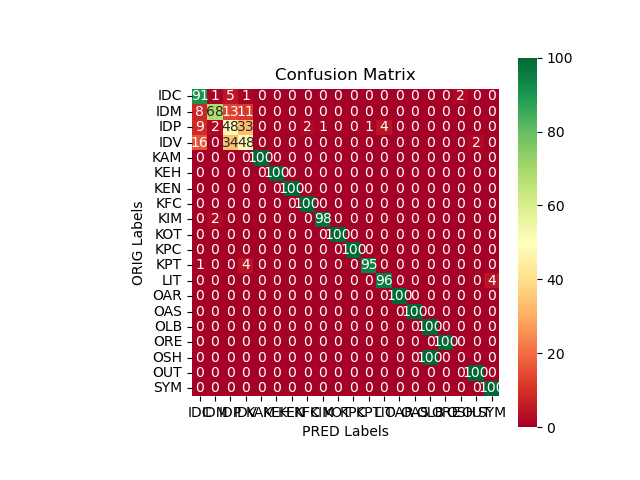 Confusion Matrix
IDC 91 1 5 1 0 0 0 0 0 0 0 0 0 0 0 0 0 2 0 0
IDM 8 68 13 11 0 0 0 0 0 0 0 0 0 0 0 0 0 0 0 0
IDP 9 2 48 33 0 0 0 2 1 0 0 1 4 0 0 0 0 0 0 0
IDV 16 0 34 48 0 0 0 0 0 0 0 0 0 0 0 0 0 0 2 0
KAM 0 0 0 0 100 0 0 0 0 0 0 0 0 0 0 0 0 0 0 0
KEH 0 0 0 0 0 100 0 0 0 0 0 0 0 0 0 0 0 0 0 0
KEN 0 0 0 0 0 0 100 0 0 0 0 0 0 0 0 0 0 0 0 0
KFC 0 0 0 0 0 0 0 100 0 0 0 0 0 0 0 0 0 0 0 0
KIM 0 2 0 0 0 0 0 0 98 0 0 0 0 0 0 0 0 0 0 0
KOT 0 0 0 0 0 0 0 0 0 100 0 0 0 0 0 0 0 0 0 0
KPC 0 0 0 0 0 0 0 0 0 0 100 0 0 0 0 0 0 0 0 0
KPT 1 0 0 4 0 0 0 0 0 0 0 95 0 0 0 0 0 0 0 0
LIT 0 0 0 0 0 0 0 0 0 0 0 0 96 0 0 0 0 0 0 4
OAR 0 0 0 0 0 0 0 0 0 0 0 0 0 100 0 0 0 0 0 0
OAS 0 0 0 0 0 0 0 0 0 0 0 0 0 0 100 0 0 0 0 0
OLB 0 0 0 0 0 0 0 0 0 0 0 0 0 0 0 100 0 0 0 0
ORE 0 0 0 0 0 0 0 0 0 0 0 0 0 0 0 0 100 0 0 0
OSH 0 0 0 0 0 0 0 0 0 0 0 0 0 0 0 100 0 0 0 0
OUT 0 0 0 0 0 0 0 0 0 0 0 0 0 0 0 0 0 0 100 0
SYM 0 0 0 0 0 0 0 0 0 0 0 0 0 0 0 0 0 0 0 100
IDC IDM IDP IDV KAM KEH KEN KFC KIM KOT KPC KPT LIT OAR OAS OLB ORE OSH OUT SYM
PRED Labels
ORIG Labels
100
80
60
40
20
0